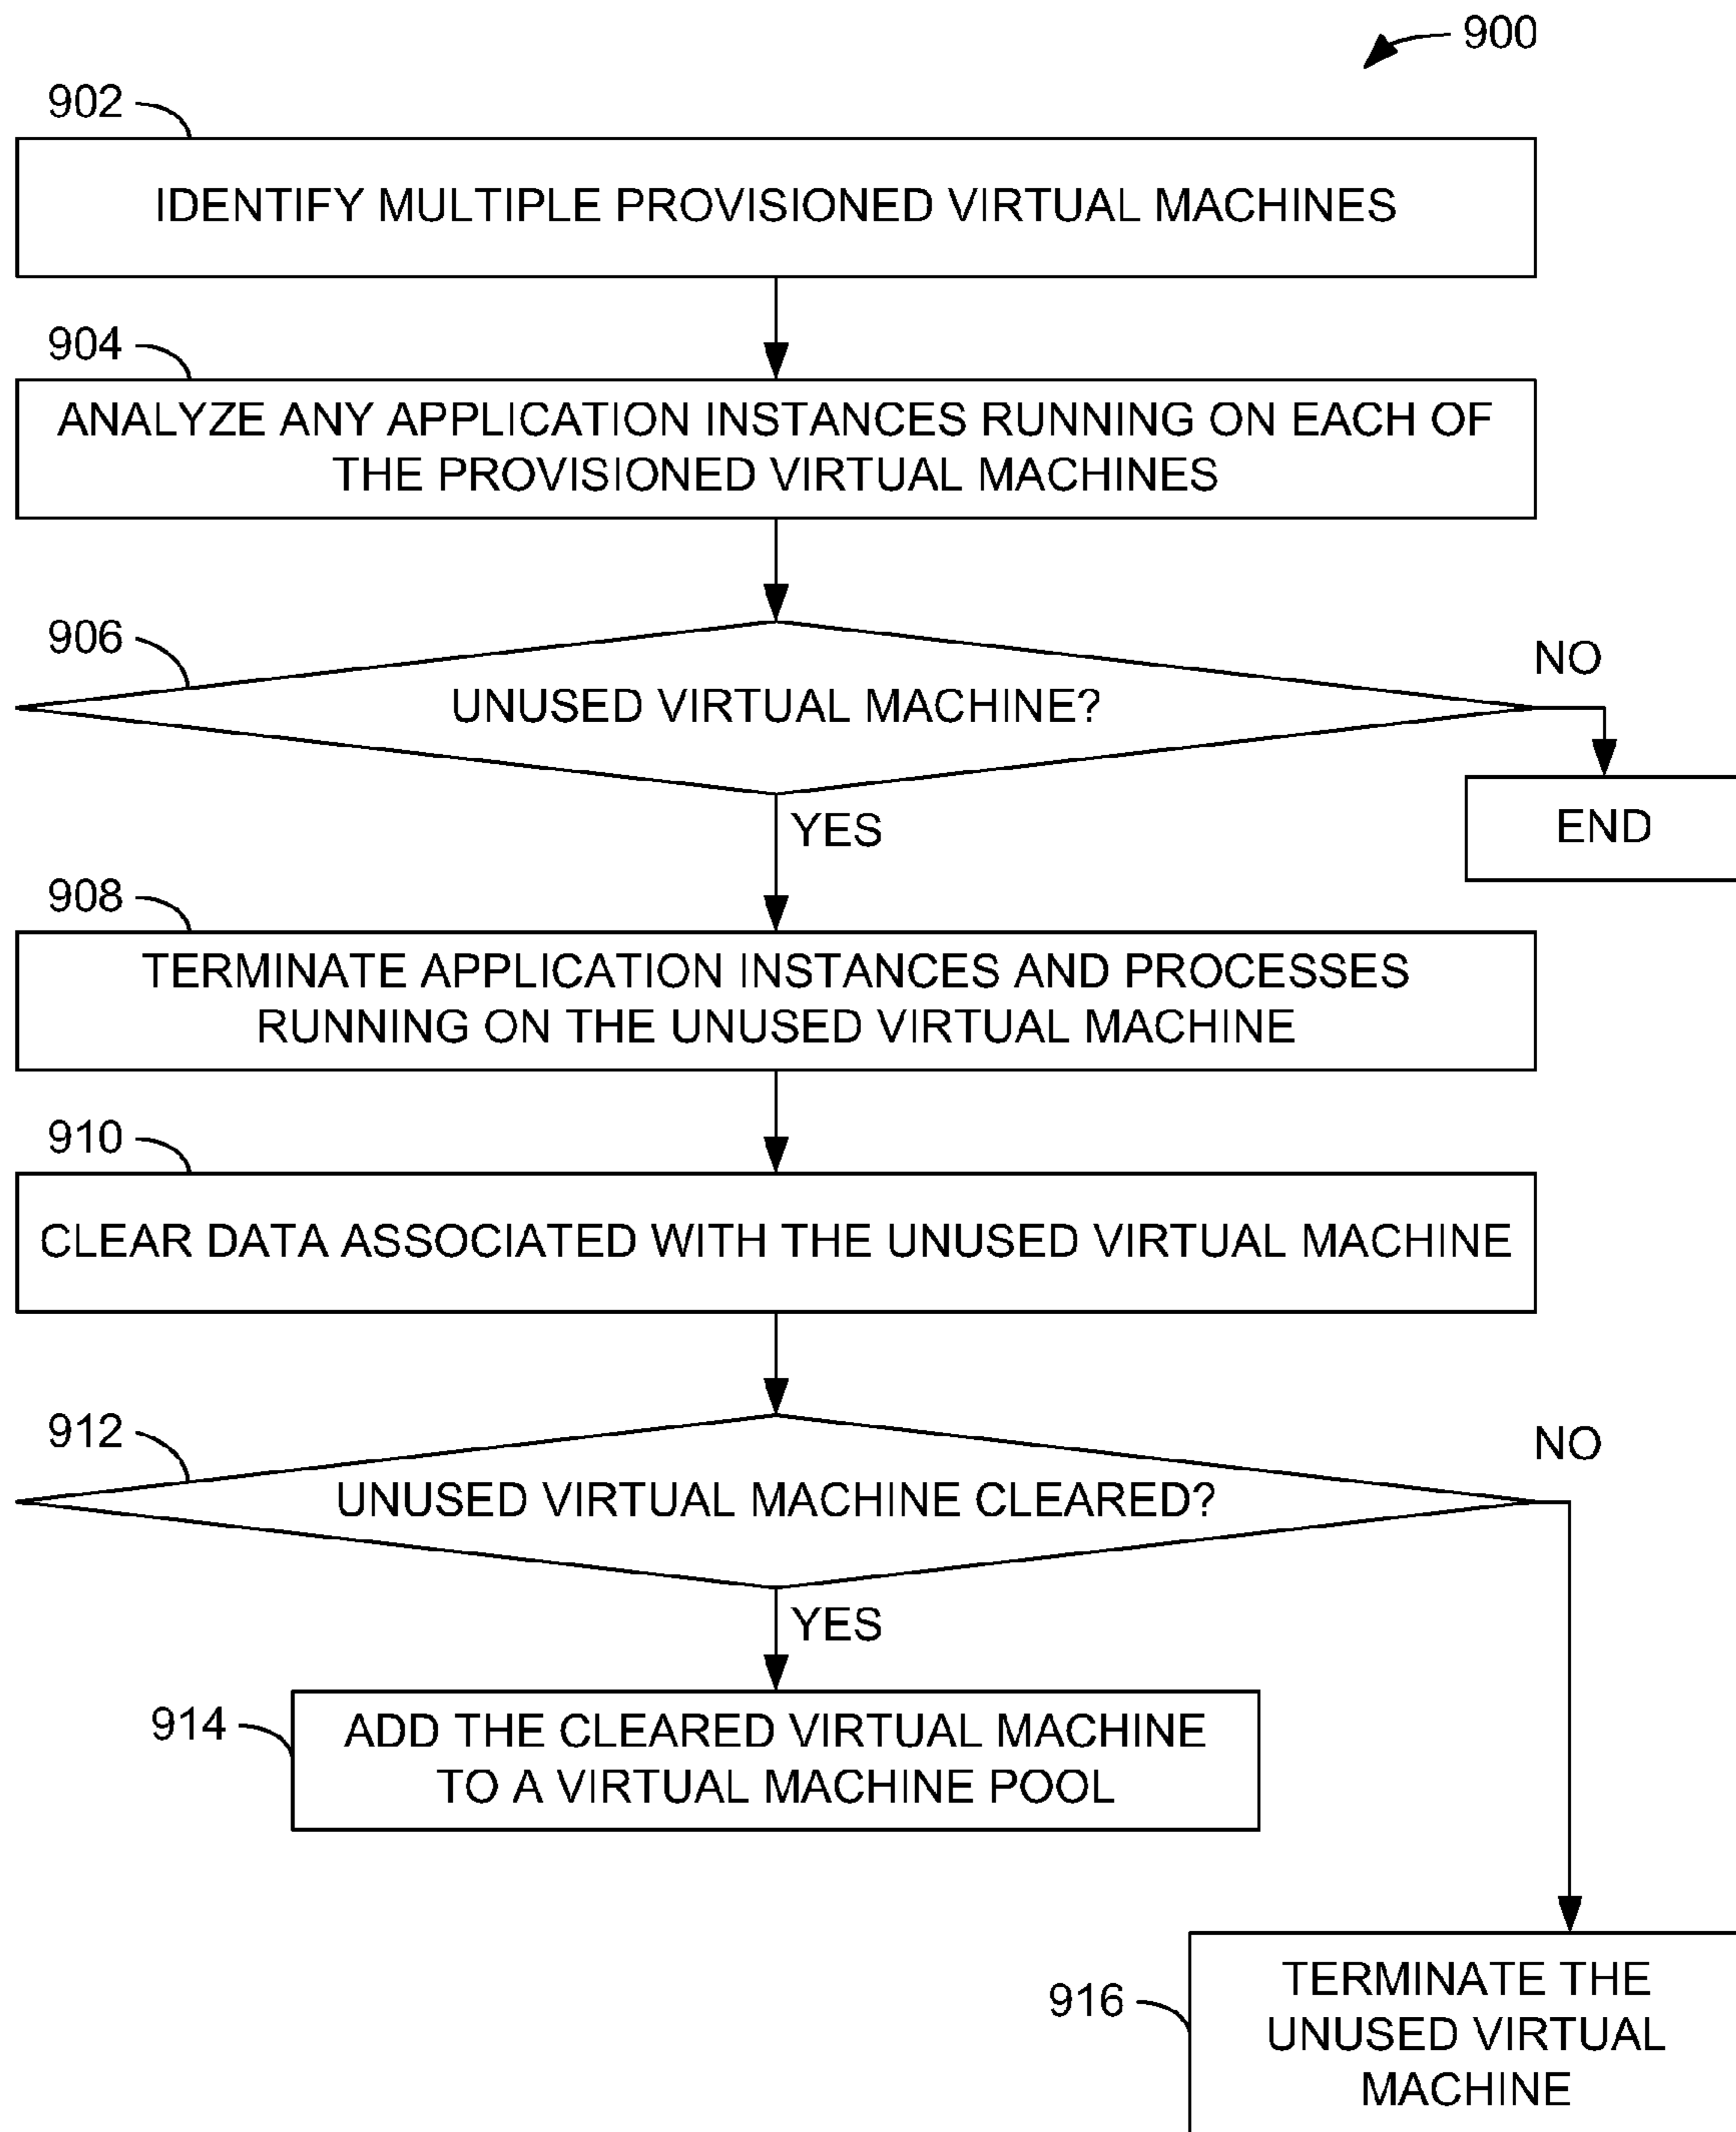 900
902
IDENTIFY MULTIPLE PROVISIONED VIRTUAL MACHINES
904
ANALYZE ANY APPLICATION INSTANCES RUNNING ON EACH OF
THE PROVISIONED VIRTUAL MACHINES
906
NO
UNUSED VIRTUAL MACHINE?
END
YES
908
TERMINATE APPLICATION INSTANCES AND PROCESSES
RUNNING ON THE UNUSED VIRTUAL MACHINE
910
CLEAR DATA ASSOCIATED WITH THE UNUSED VIRTUAL MACHINE
912
NO
UNUSED VIRTUAL MACHINE CLEARED?
YES
914
ADD THE CLEARED VIRTUAL MACHINE
TO A VIRTUAL MACHINE POOL
916
TERMINATE THE
UNUSED VIRTUAL
MACHINE